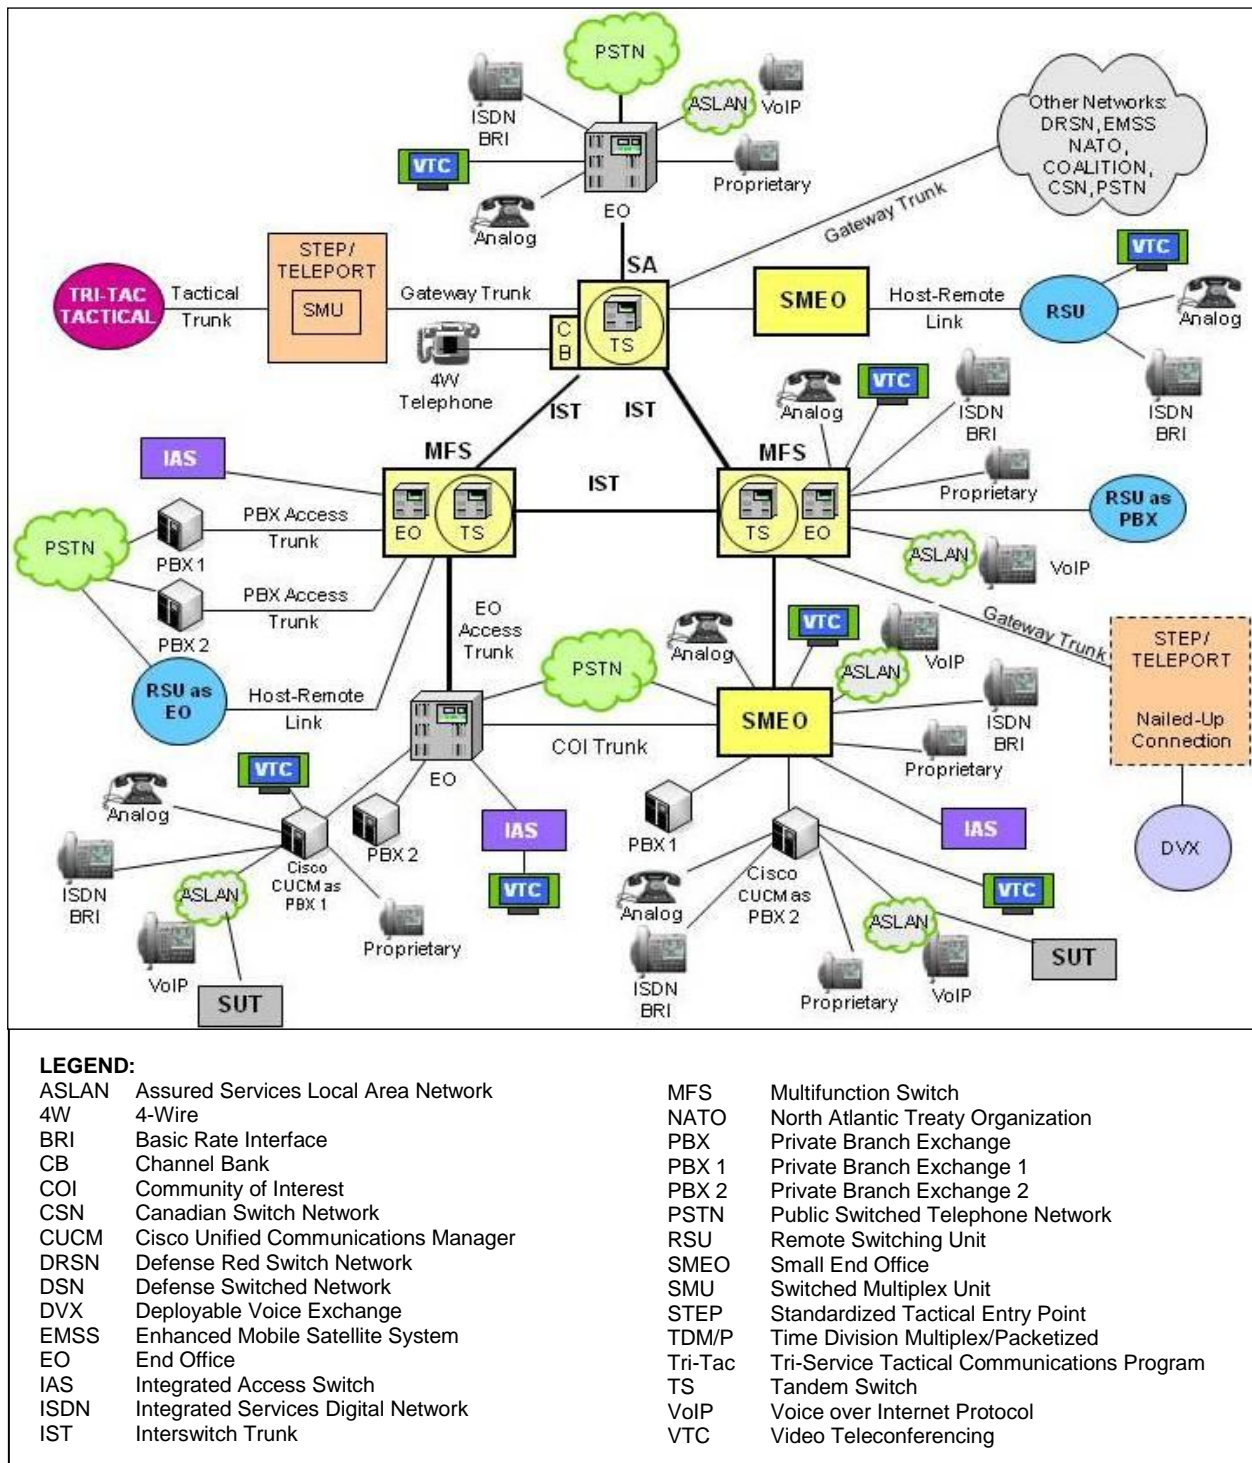 PSTN
ISDN
BRI
ASLAN
VoIP
VTC
Proprietary
Analog
EO
Other Networks:
DRSN, EMSS
NATO,
COALITION,
CSN, PSTN
Gateway Trunk
SA
TRI-TAC
TACTICAL
Tactical
Trunk
STEP/
TELEPORT
SMU
Gateway Trunk
C
B
TS
SMEO
Host-Remote
Link
RSU
VTC
Analog
ISDN
BRI
4W
Telephone
IST
IST
Analog
VTC
ISDN
BRI
MFS
MFS
IAS
IST
Proprietary
EO
TS
TS
EO
RSU as
PBX
PSTN
PBX Access
Trunk
PBX 1
ASLAN
VoIP
PBX Access
Trunk
PBX 2
EO
Access
Trunk
Gateway Trunk
STEP/
TELEPORT
Nailed-Up
Connection
RSU as
EO
Host-Remote
Link
PSTN
Analog
VTC
VoIP
ASLAN
SMEO
ISDN
BRI
Proprietary
COI Trunk
EO
VTC
Analog
IAS
PBX 2
PBX 1
IAS
DVX
ISDN
BRI
Cisco
CUCM as
PBX 1
ASLAN
VTC
Proprietary
VoIP
SUT
Analog
Cisco
CUCM as
PBX 2
VTC
ISDN
BRI
ASLAN
Proprietary
VoIP
SUT
LEGEND:
ASLAN Assured Services Local Area Network
4W 4-Wire
BRI Basic Rate Interface
CB Channel Bank
COI Community of Interest
CSN Canadian Switch Network
CUCM Cisco Unified Communications Manager
DRSN Defense Red Switch Network
DSN Defense Switched Network
DVX Deployable Voice Exchange
EMSS Enhanced Mobile Satellite System
EO End Office
IAS Integrated Access Switch
ISDN Integrated Services Digital Network
IST Interswitch Trunk
MFS Multifunction Switch
NATO North Atlantic Treaty Organization
PBX Private Branch Exchange
PBX 1 Private Branch Exchange 1
PBX 2 Private Branch Exchange 2
PSTN Public Switched Telephone Network
RSU Remote Switching Unit
SMEO Small End Office
SMU Switched Multiplex Unit
STEP Standardized Tactical Entry Point
TDM/P Time Division Multiplex/Packetized
Tri-Tac Tri-Service Tactical Communications Program
TS Tandem Switch
VoIP Voice over Internet Protocol
VTC Video Teleconferencing